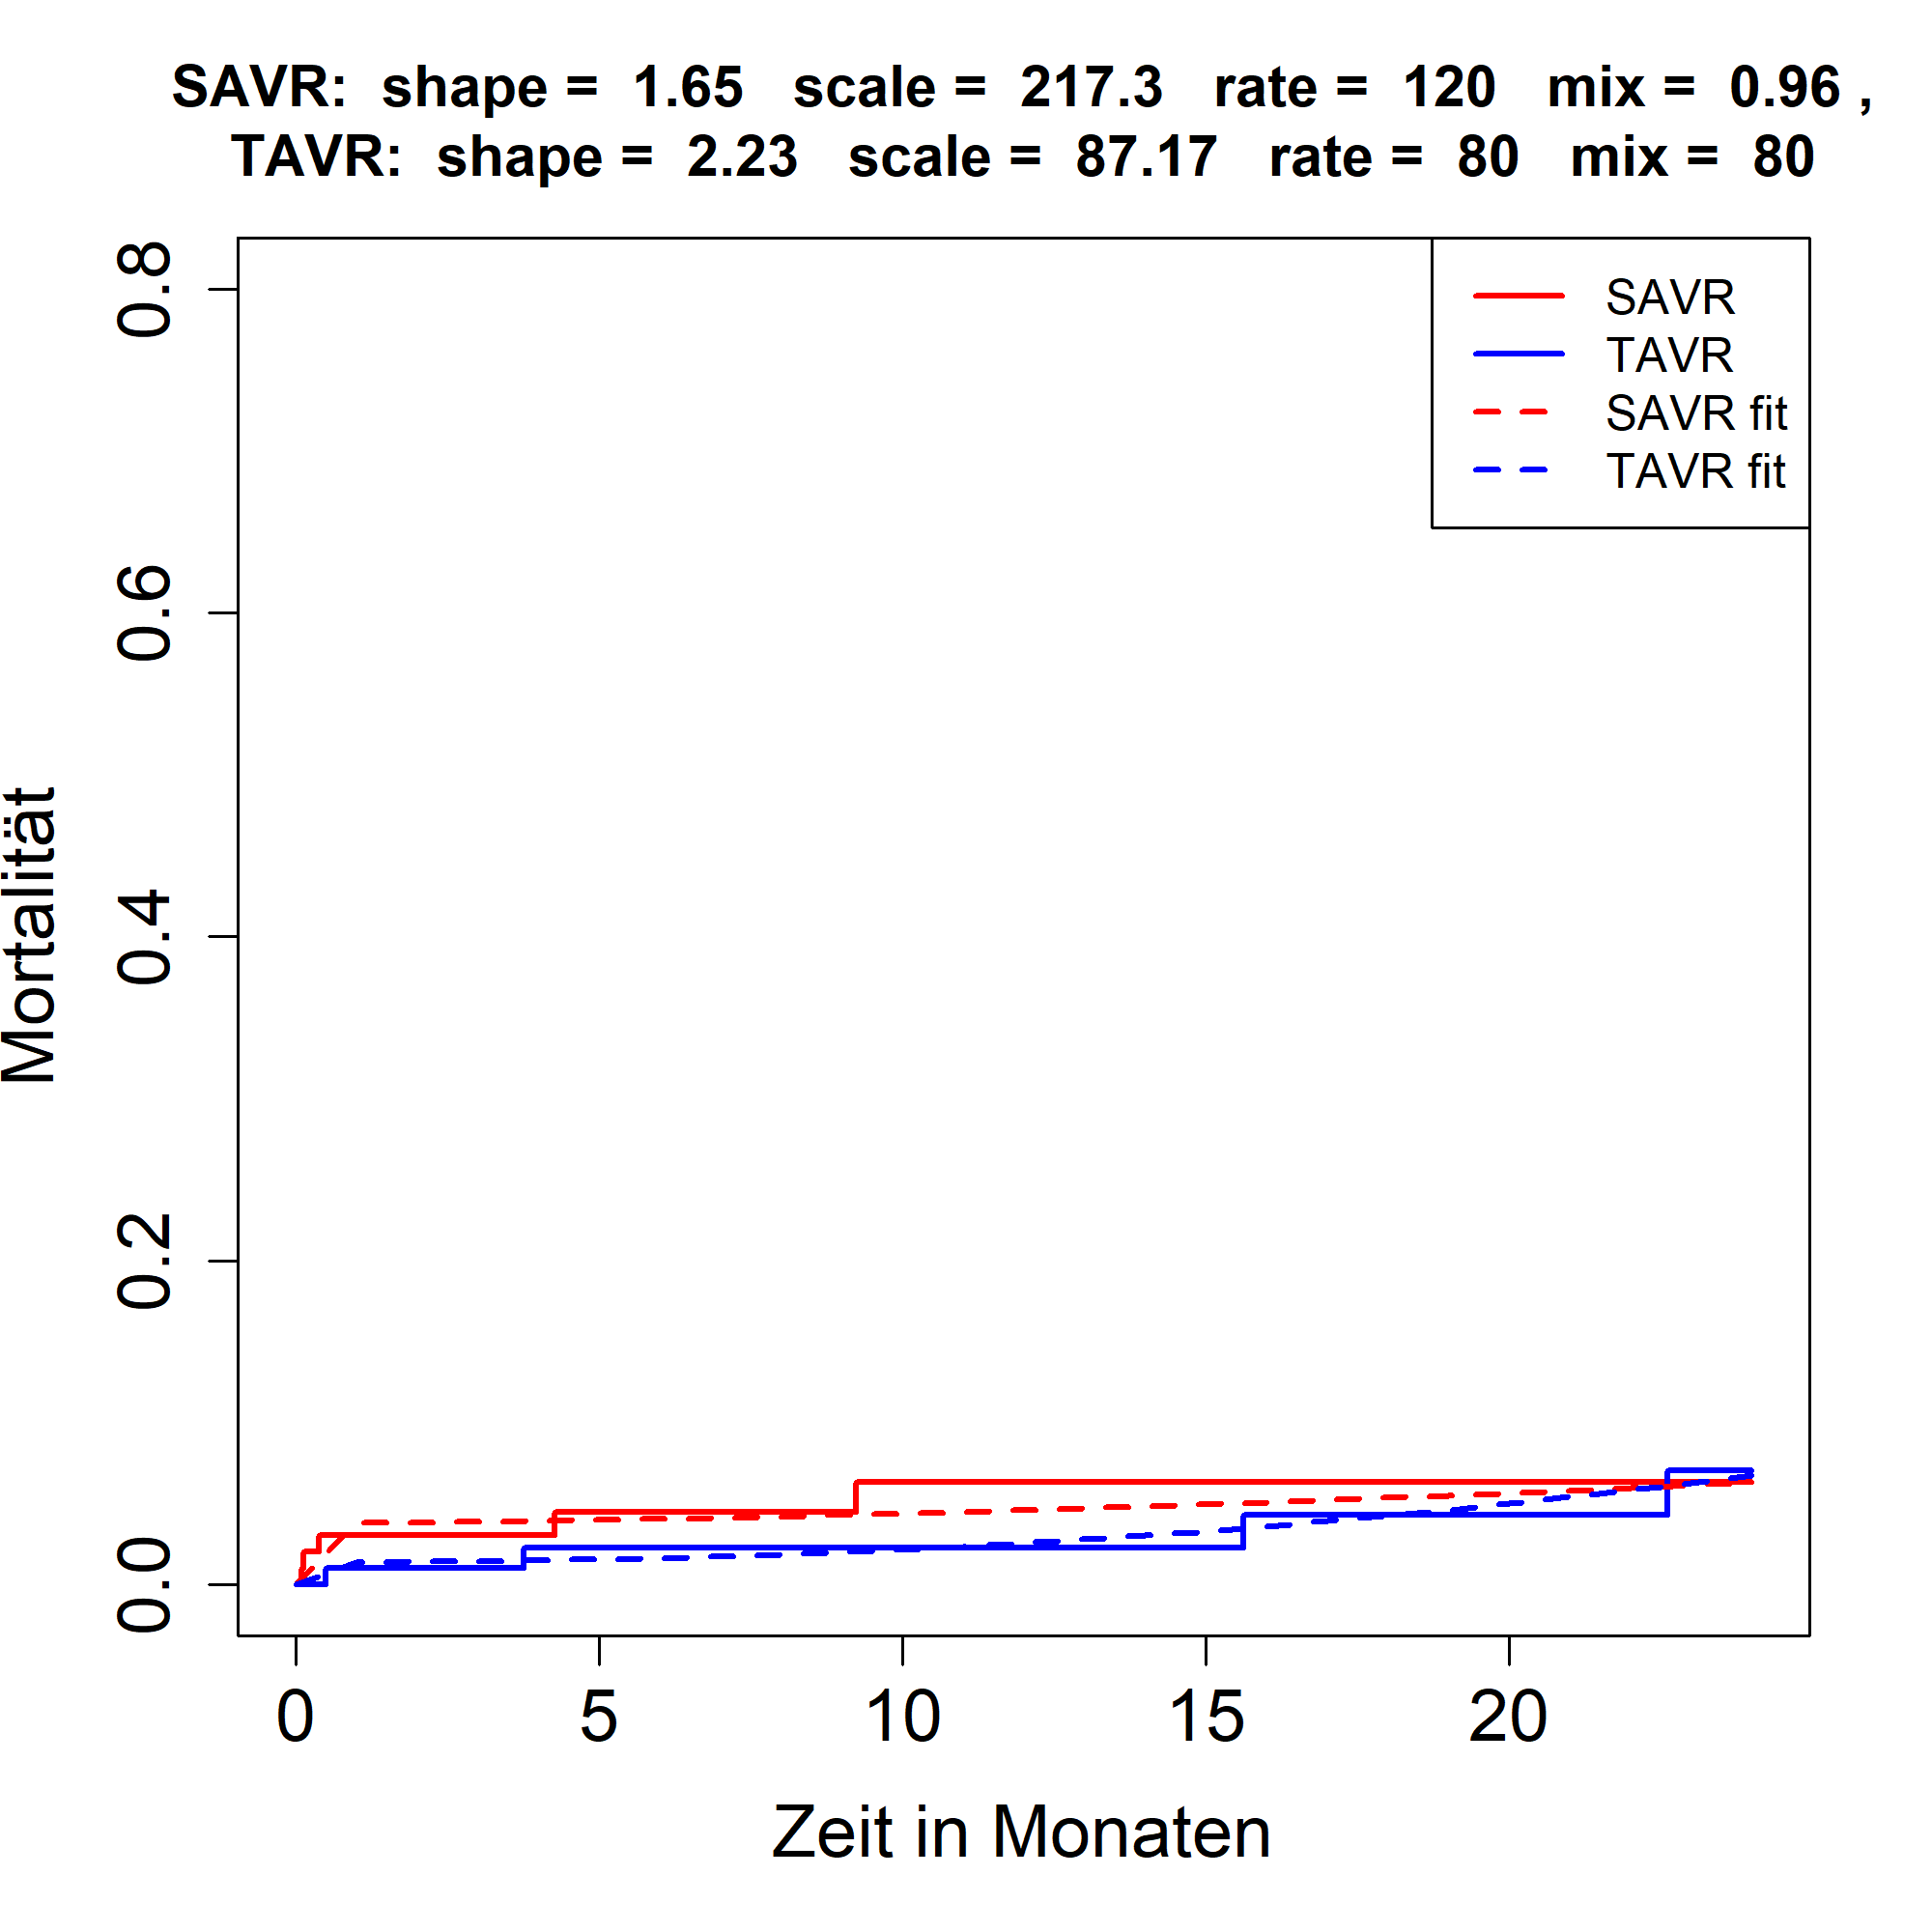 SAVR: shape = 1.65 scale = 217.3 rate = 120 mix = 0.96 ,
TAVR: shape = 2.23 scale = 87.17 rate = 80 mix = 80
SAVR
TAVR
SAVR fit
TAVR fit
0.8
0.6
0.4
0.2
0.0
Mortalität
0 5 10 15 20
Zeit in Monaten